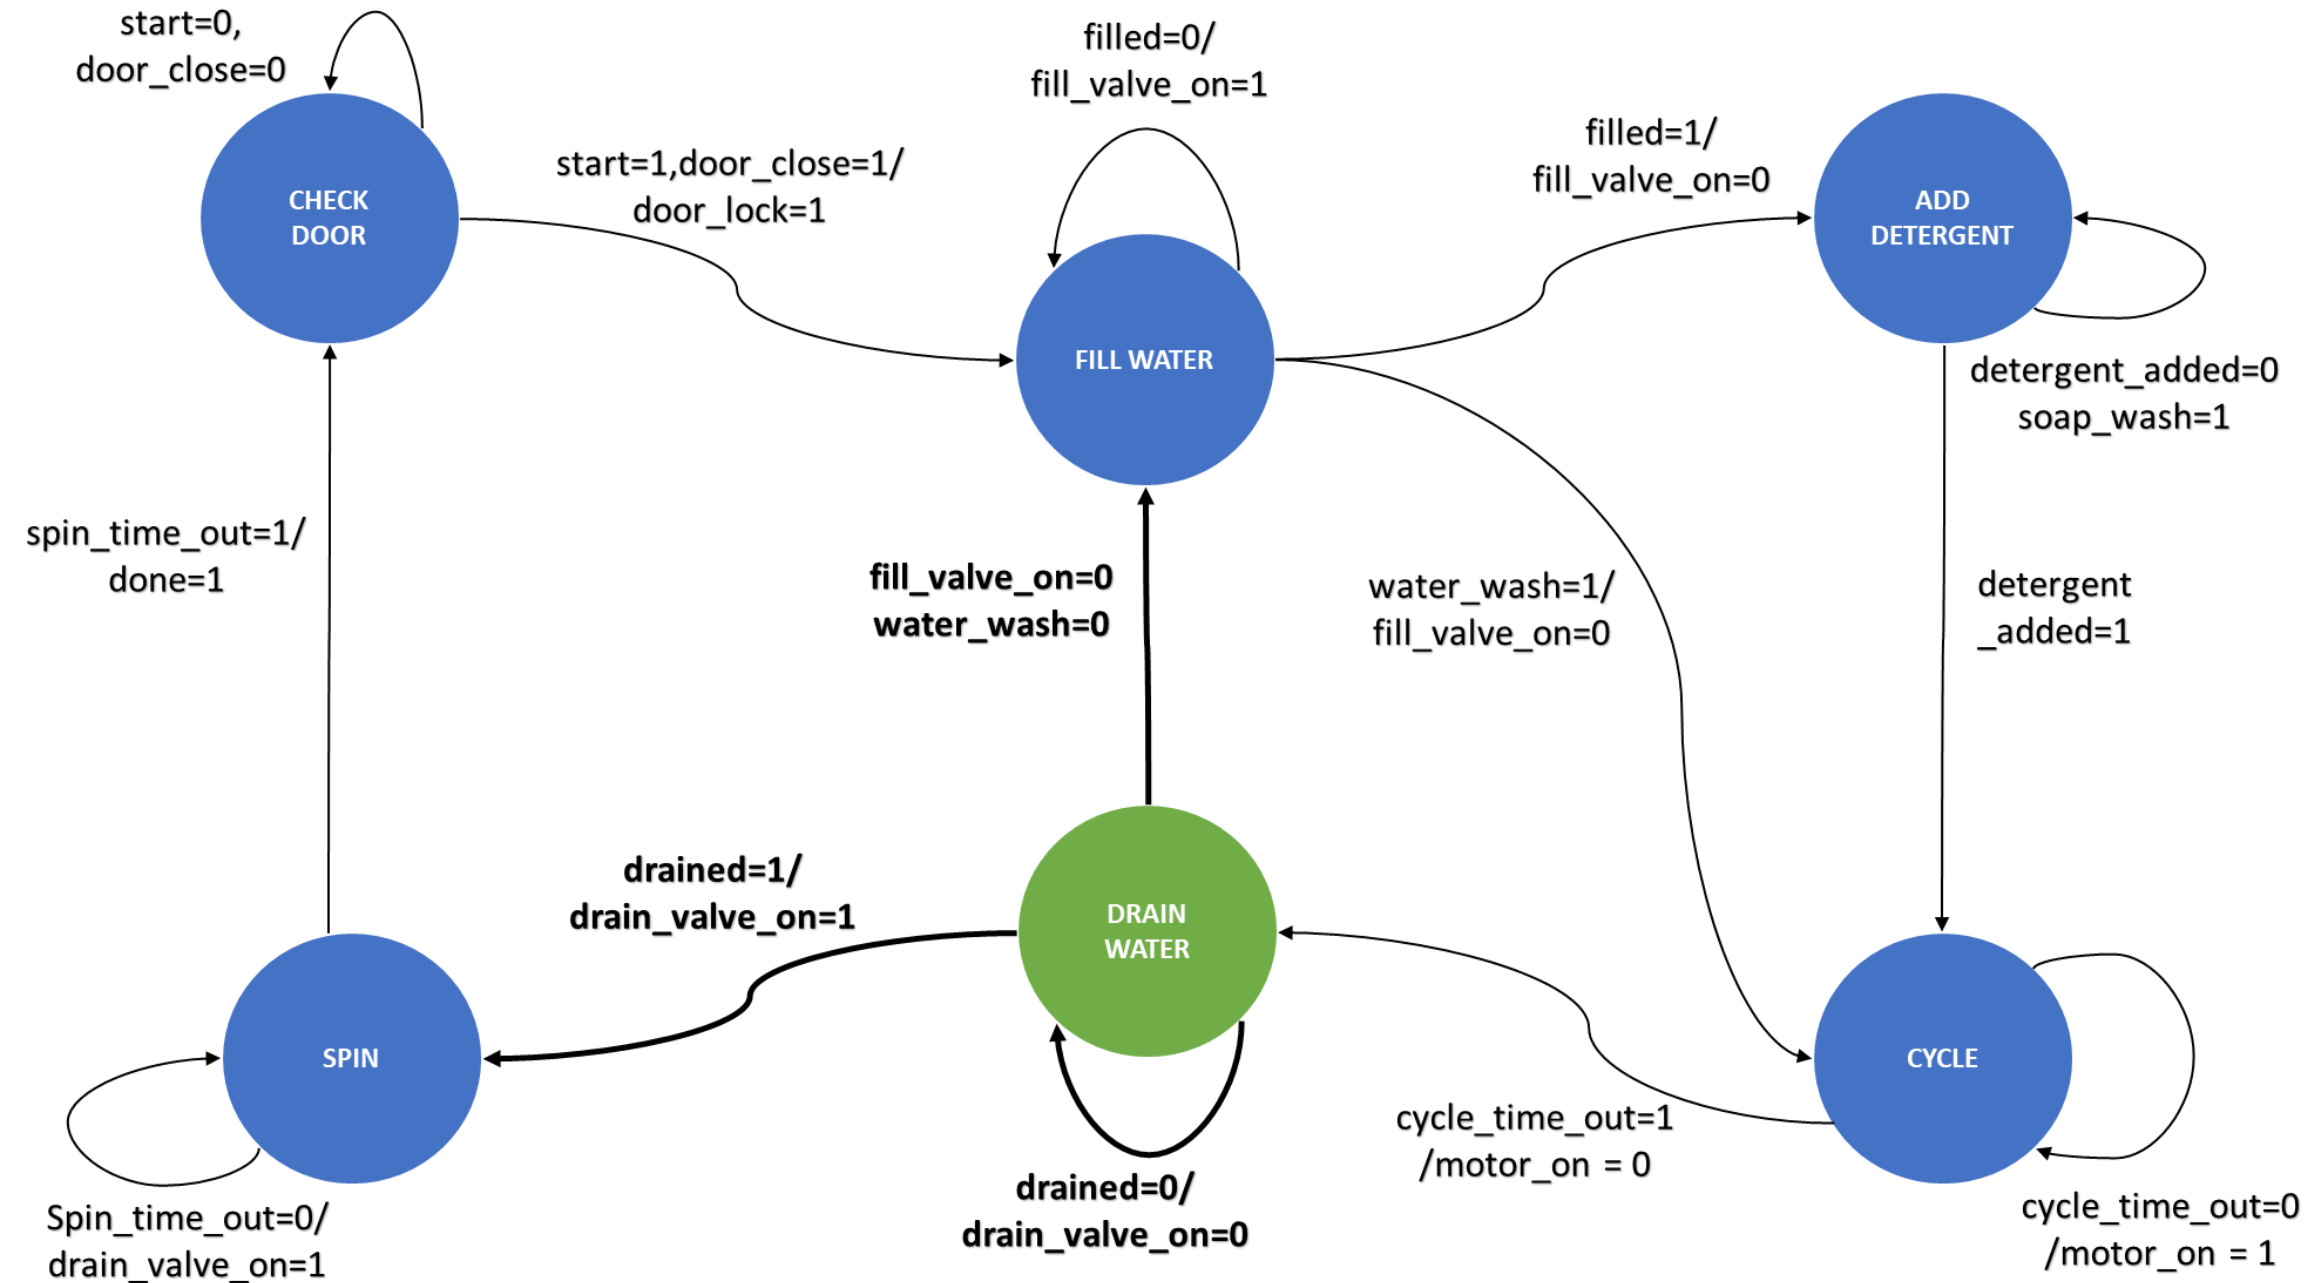 start=0,
door_close=0
filled=0/
fill_valve_on=1
CHECK
DOOR
start=1,door_close=1/
door_lock=1
filled=1/
fill_valve_on=0
ADD
DETERGENT
FILL WATER
detergent_added=0
soap_wash=1
spin_time_out=1/
done=1
fill_valve_on=0
water_wash=0
water_wash=1/
fill_valve_on=0
detergent
_added=1
drained=1/
drain_valve_on=1
DRAIN
WATER
SPIN
CYCLE
cycle_time_out=1
/motor_on = 0
Spin_time_out=0/
drain_valve_on=1
drained=0/
drain_valve_on=0
cycle_time_out=0
/motor_on = 1